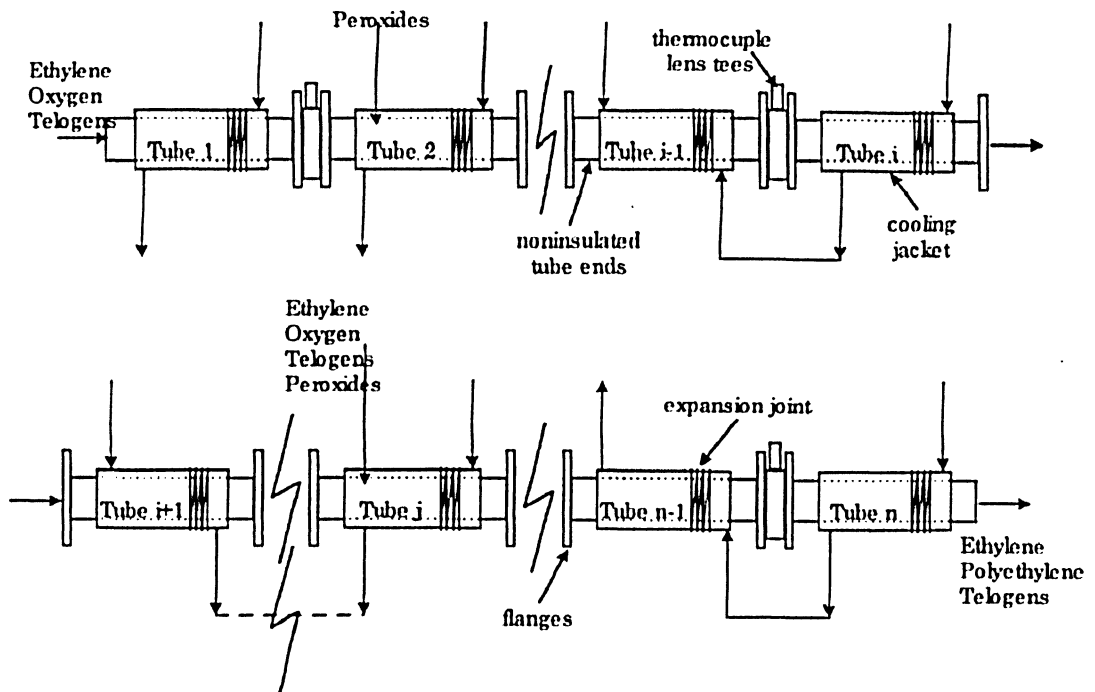 Peroxides
thermocuple
lens tees
Ethylene
Oxygen
Telogens
Tube 1
Tube 2
Tube i-1
Tube i
noninsulated
tube ends
cooling
jacket
Ethylene
Oxygen
Telogens
Peroxides
expansion joint
Tube i+1
Tube j
Tube n-1
Tube n
flanges
Ethylene
Polyethylene
Telogens